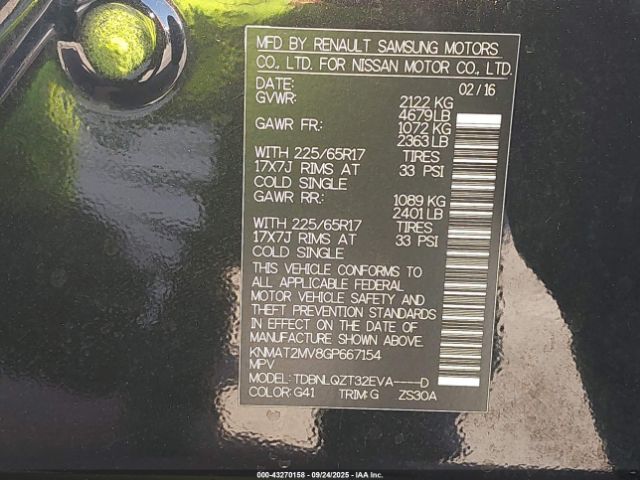 MFD BY RENAULT SAMSUNG MOTORS
CO., LTD. FOR NISSAN MOTOR CO., LTD.
DATE: 02/16
GVWR: 2122 KG
4679 LB
GAWR FR: 1072 KG
2363 LB
WITH 225/65R17 TIRES
17X7J RIMS AT 33 PSI
COLD SINGLE
GAWR RR: 1089 KG
2401 LB
WITH 225/65R17 TIRES
17X7J RIMS AT 33 PSI
COLD SINGLE
THIS VEHICLE CONFORMS TO
ALL APPLICABLE FEDERAL
MOTOR VEHICLE SAFETY AND
THEFT PREVENTION STANDARDS
IN EFFECT ON THE DATE OF
MANUFACTURE SHOWN ABOVE.
KNMAT2MV8GP667154
MPV
MODEL: TDBNLQZT32EVA----D
COLOR: G41 TRIM: G ZS30A
000-43270158 - 09/24/2025 - IAA Inc.